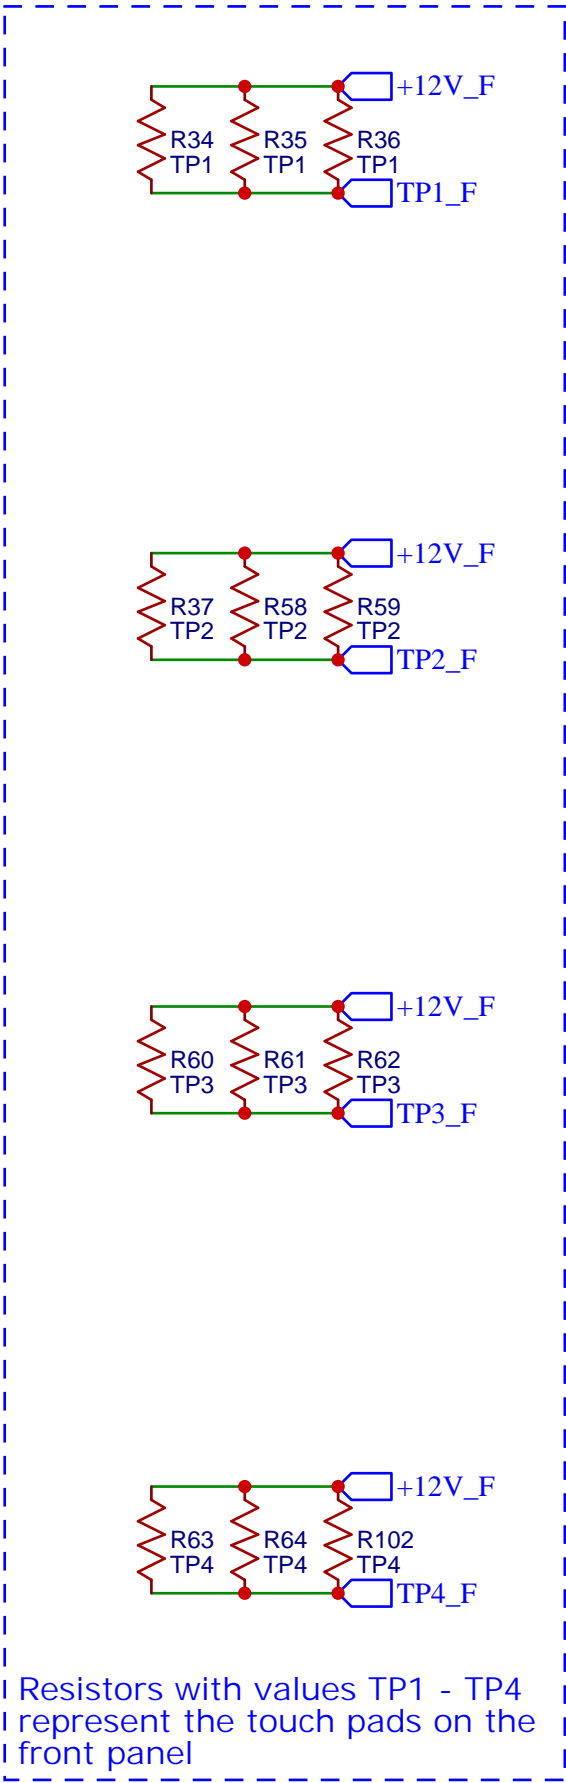 +12V_F
R34 R35 R36
TP1 TP1 TP1
TP1_F
+12V_F
R37 R58 R59
TP2 TP2 TP2
TP2_F
+12V_F
R60 R61 R62
TP3 TP3 TP3
TP3_F
+12V_F
R63 R64 R102
TP4 TP4 TP4
TP4_F
Resistors with values TP1 - TP4
represent the touch pads on the
front panel